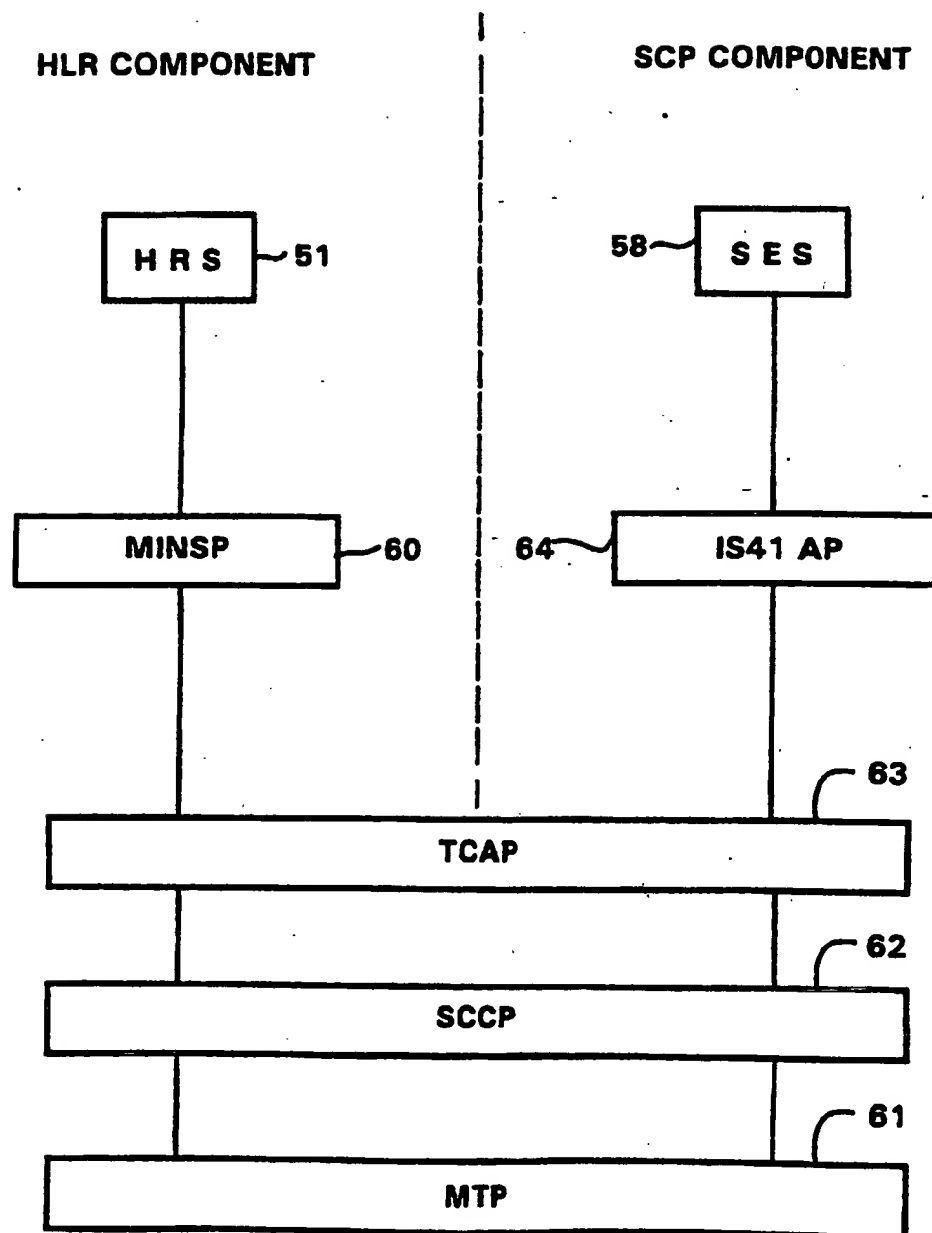 HLR COMPONENT
SCP COMPONENT
H R S
51
58
S E S
MINSP
60
64
IS41 AP
63
TCAP
62
SCCP
61
MTP